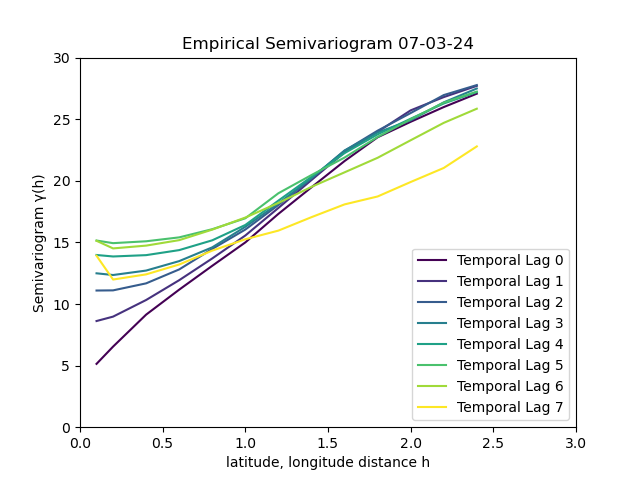 Empirical Semivariogram 07-03-24
30
25
20
15
10
5
0
Semivariogram γ(h)
0.0 0.5 1.0 1.5 2.0 2.5 3.0
latitude, longitude distance h
Temporal Lag 0
Temporal Lag 1
Temporal Lag 2
Temporal Lag 3
Temporal Lag 4
Temporal Lag 5
Temporal Lag 6
Temporal Lag 7